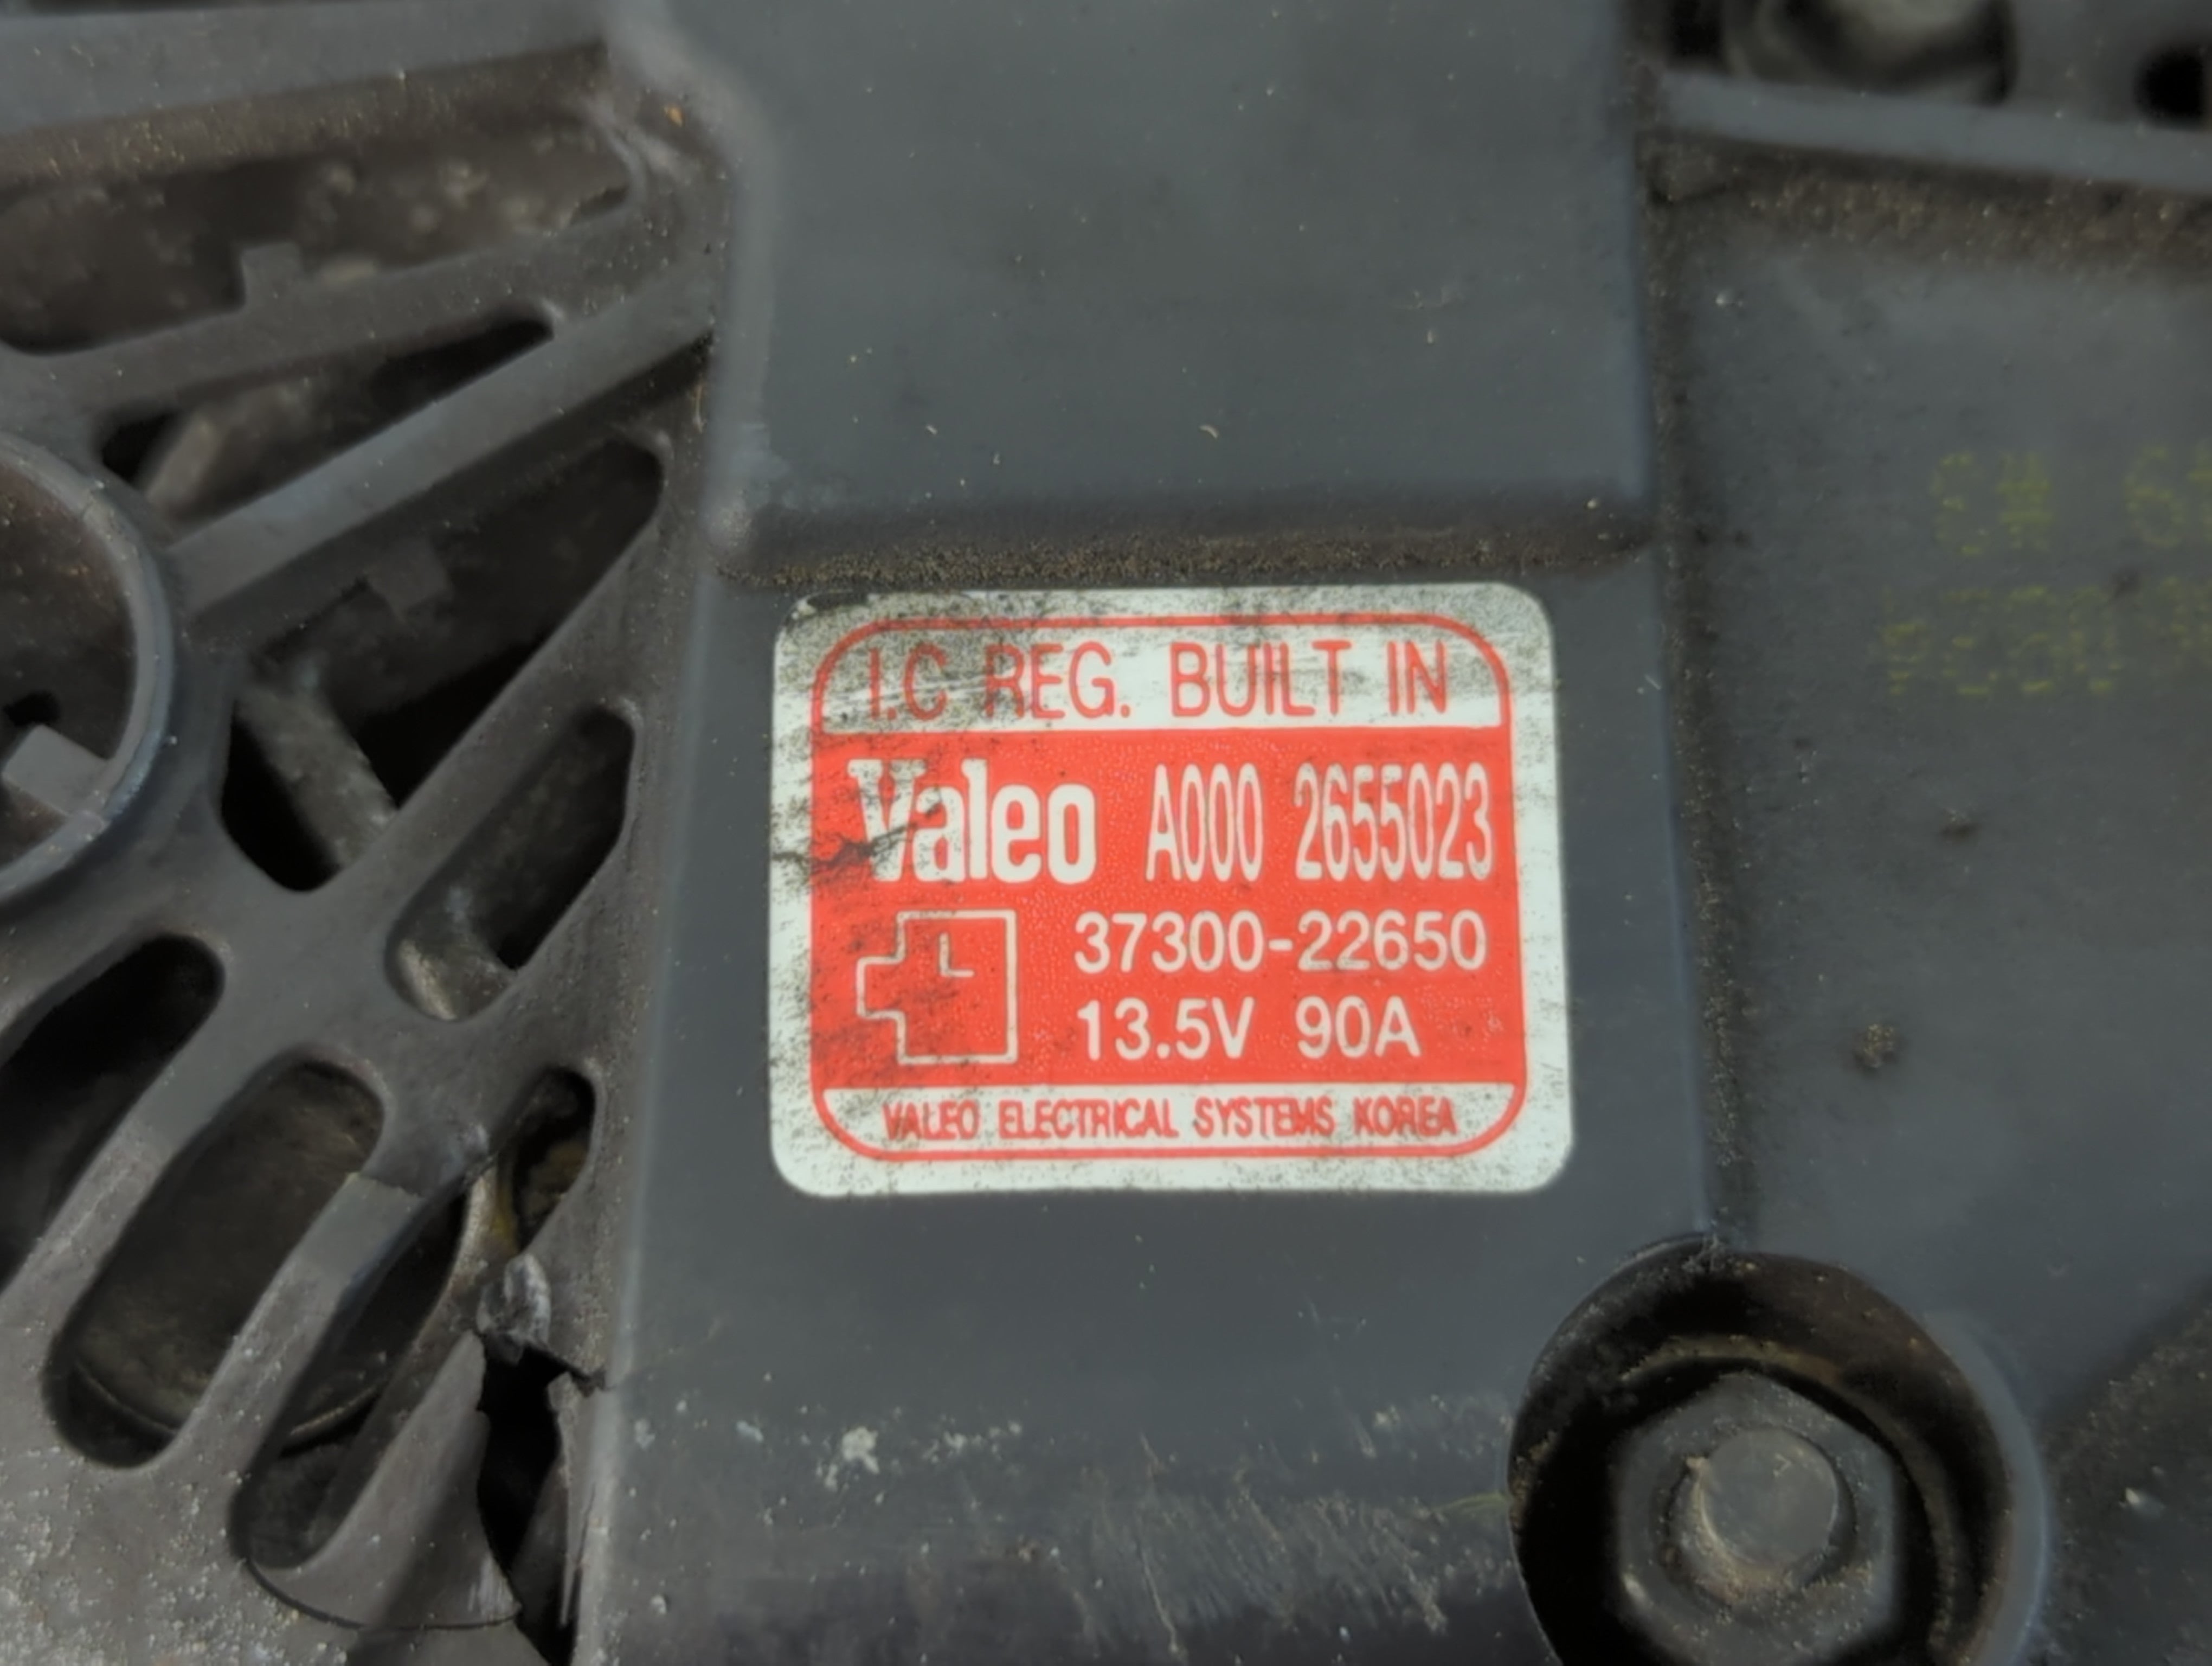 I.C REG. BUILT IN
Valeo A000 2655023
37300-22650
L
13.5V 90A
VALEO ELECTRICAL SYSTEMS KOREA